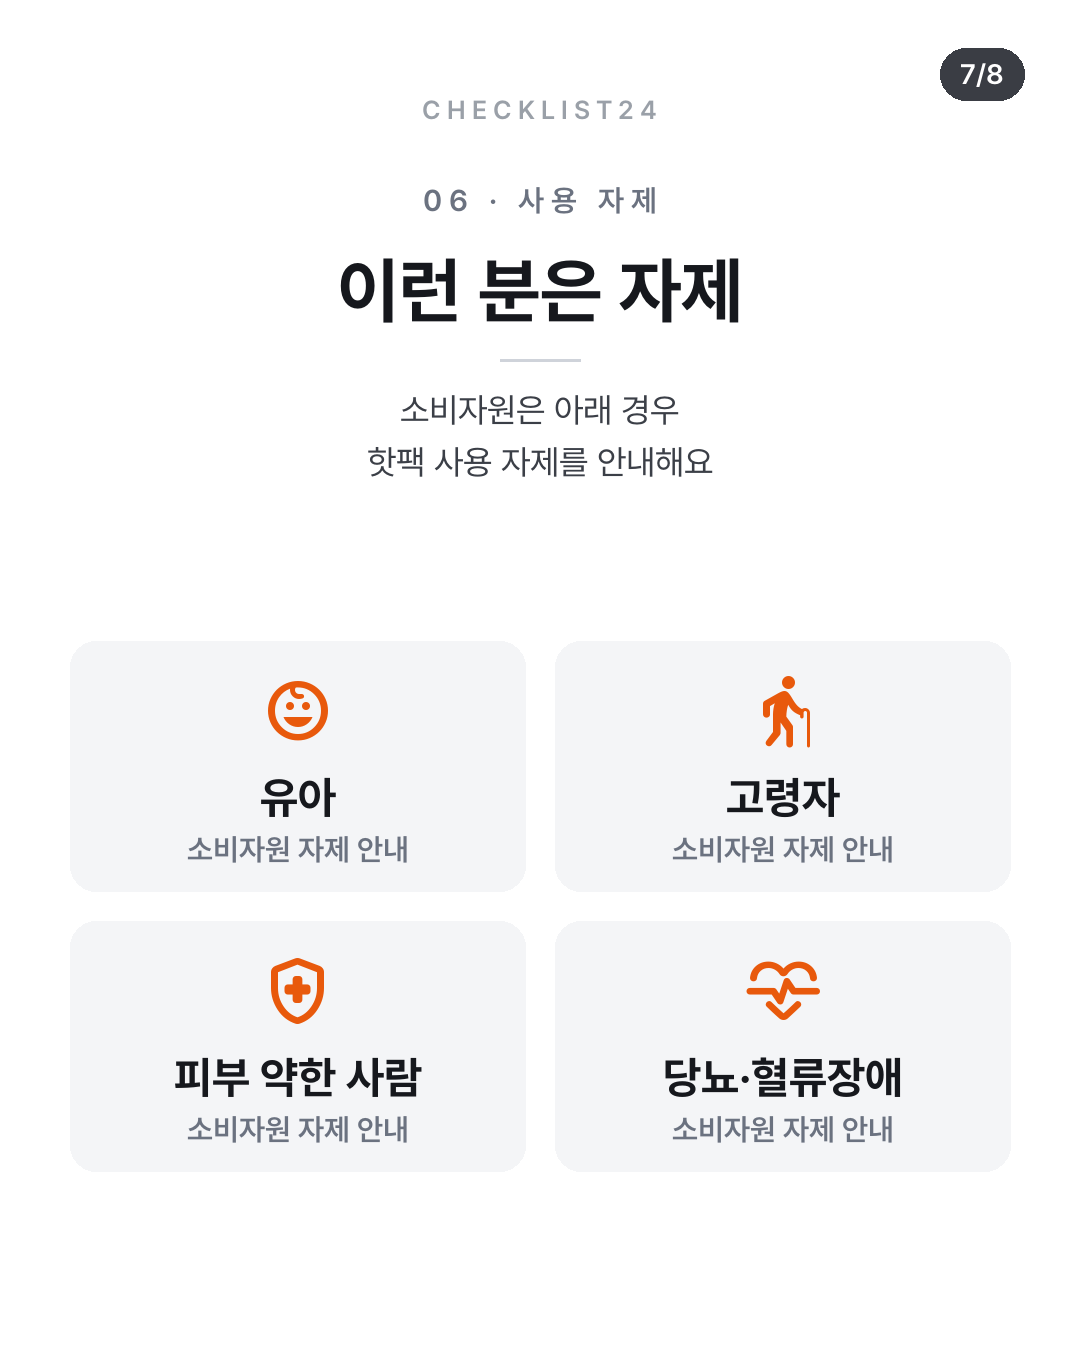 7/8
CHECKLIST24
06 · 사용 자제
이런 분은 자제
소비자원은 아래 경우
핫팩 사용 자제를 안내해요
유아
소비자원 자제 안내
고령자
소비자원 자제 안내
피부 약한 사람
소비자원 자제 안내
당뇨·혈류장애
소비자원 자제 안내